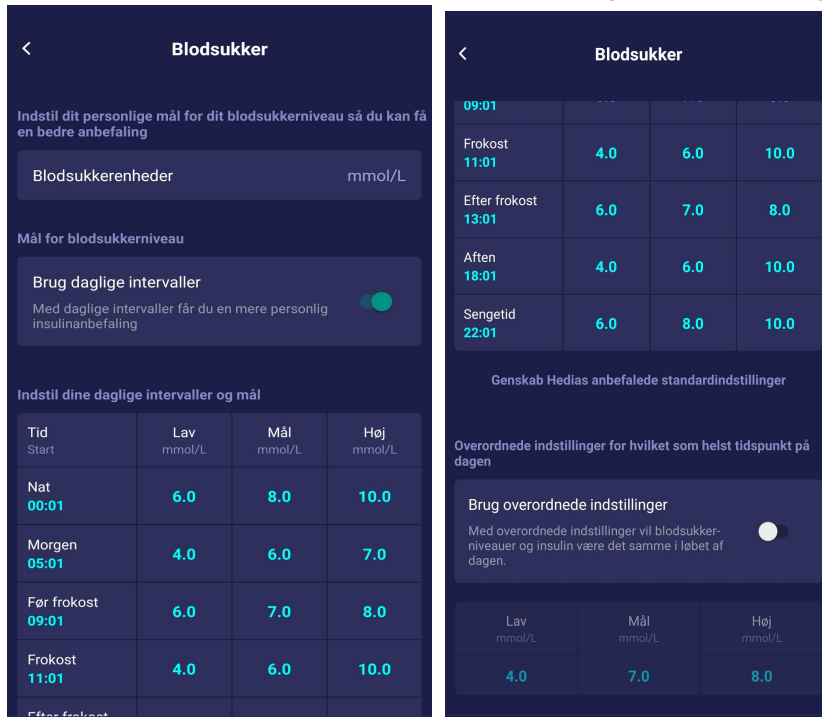 Blodsukker
Indstil dit personlige mål for dit blodsukkerniveau så du kan få
en bedre anbefaling
Blodsukkerenheder mmol/L
Mål for blodsukkerniveau
Brug daglige intervaller
Med daglige intervaller får du en mere personlig
insulinanbefaling
Indstil dine daglige intervaller og mål
Tid Lav Mål Høj
Start mmol/L mmol/L mmol/L
Nat
00:01 6.0 8.0 10.0
Morgen
05:01 4.0 6.0 7.0
Før frokost
09:01 6.0 7.0 8.0
Frokost
11:01 4.0 6.0 10.0
Blodsukker
09:01
Frokost
11:01 4.0 6.0 10.0
Efter frokost
13:01 6.0 7.0 8.0
Aften
18:01 4.0 6.0 10.0
Sengetid
22:01 6.0 8.0 10.0
Genskab Hedias anbefalede standardindstillinger
Overordnede indstillinger for hvilket som helst tidspunkt på
dagen
Brug overordnede indstillinger
Med overordnede indstillinger vil blodsukker-
niveauer og insulin være det samme i løbet af
dagen.
Lav Mål Høj
mmol/L mmol/L mmol/L
4.0 7.0 8.0